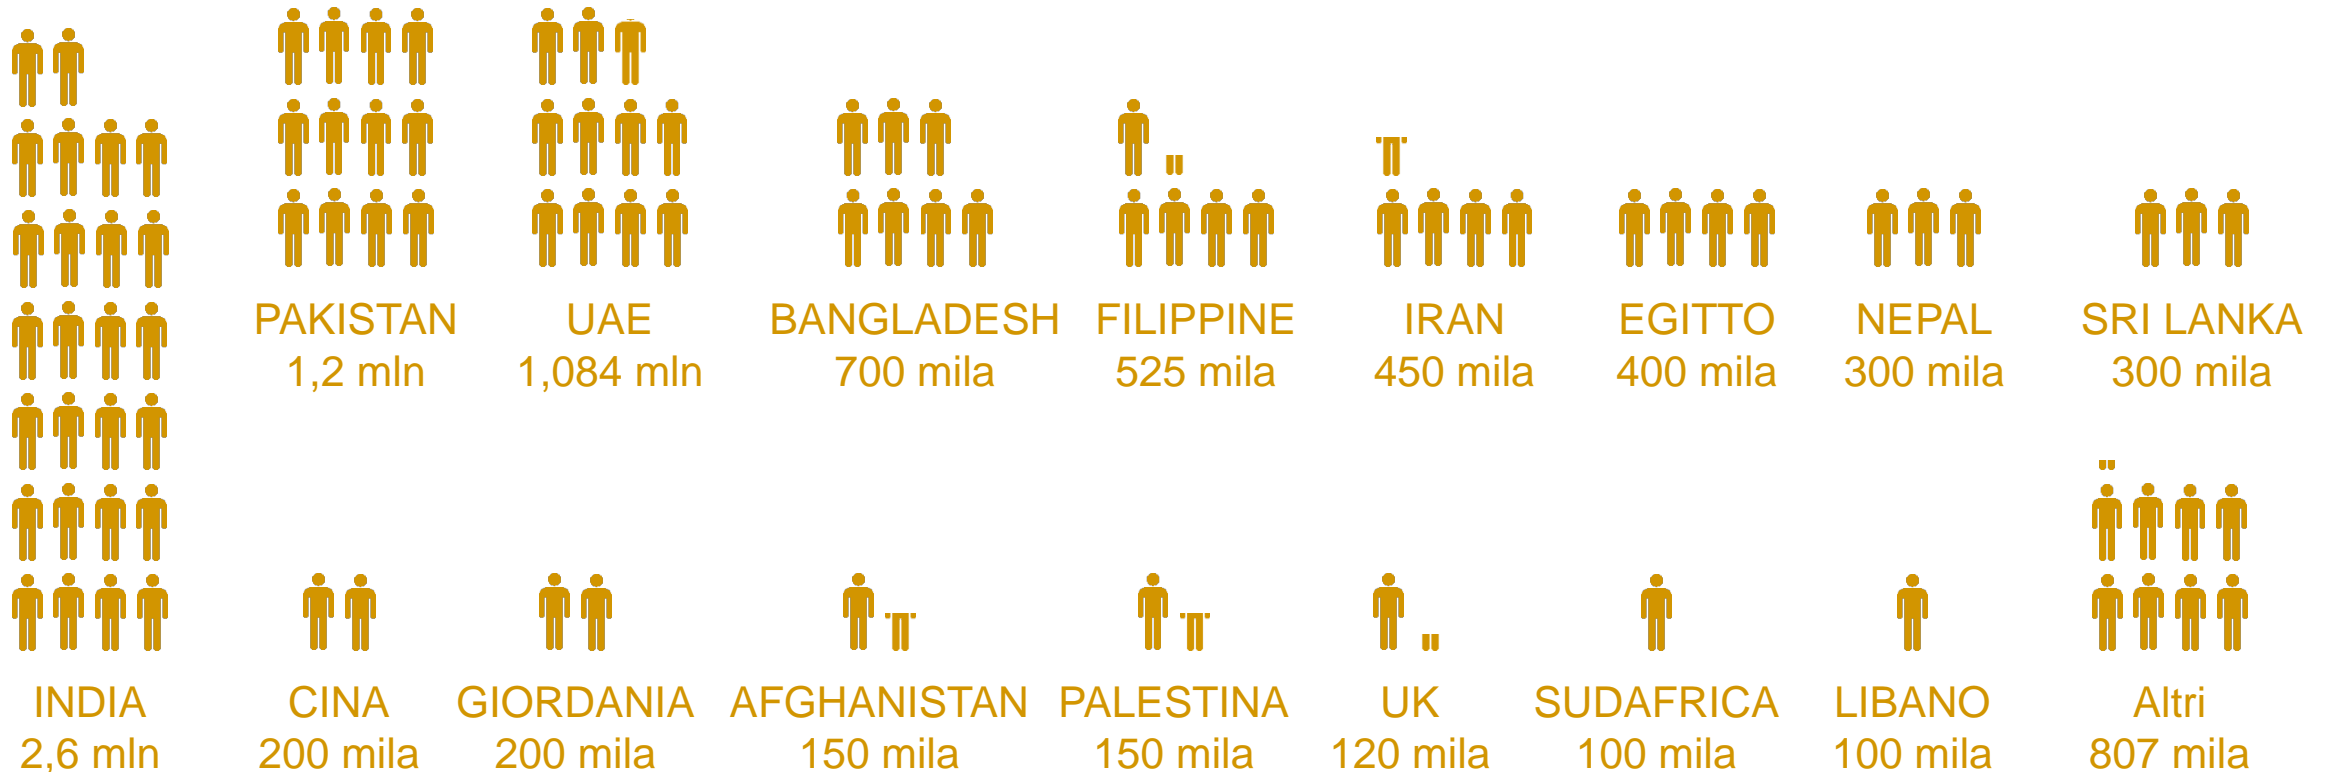 PAKISTAN
1,2 mln
UAE
1,084 mln
BANGLADESH
700 mila
FILIPPINE
525 mila
IRAN
450 mila
EGITTO
400 mila
NEPAL
300 mila
SRI LANKA
300 mila
INDIA
2,6 mln
CINA
200 mila
GIORDANIA
200 mila
AFGHANISTAN
150 mila
PALESTINA
150 mila
UK
120 mila
SUDAFRICA
100 mila
LIBANO
100 mila
Altri
807 mila